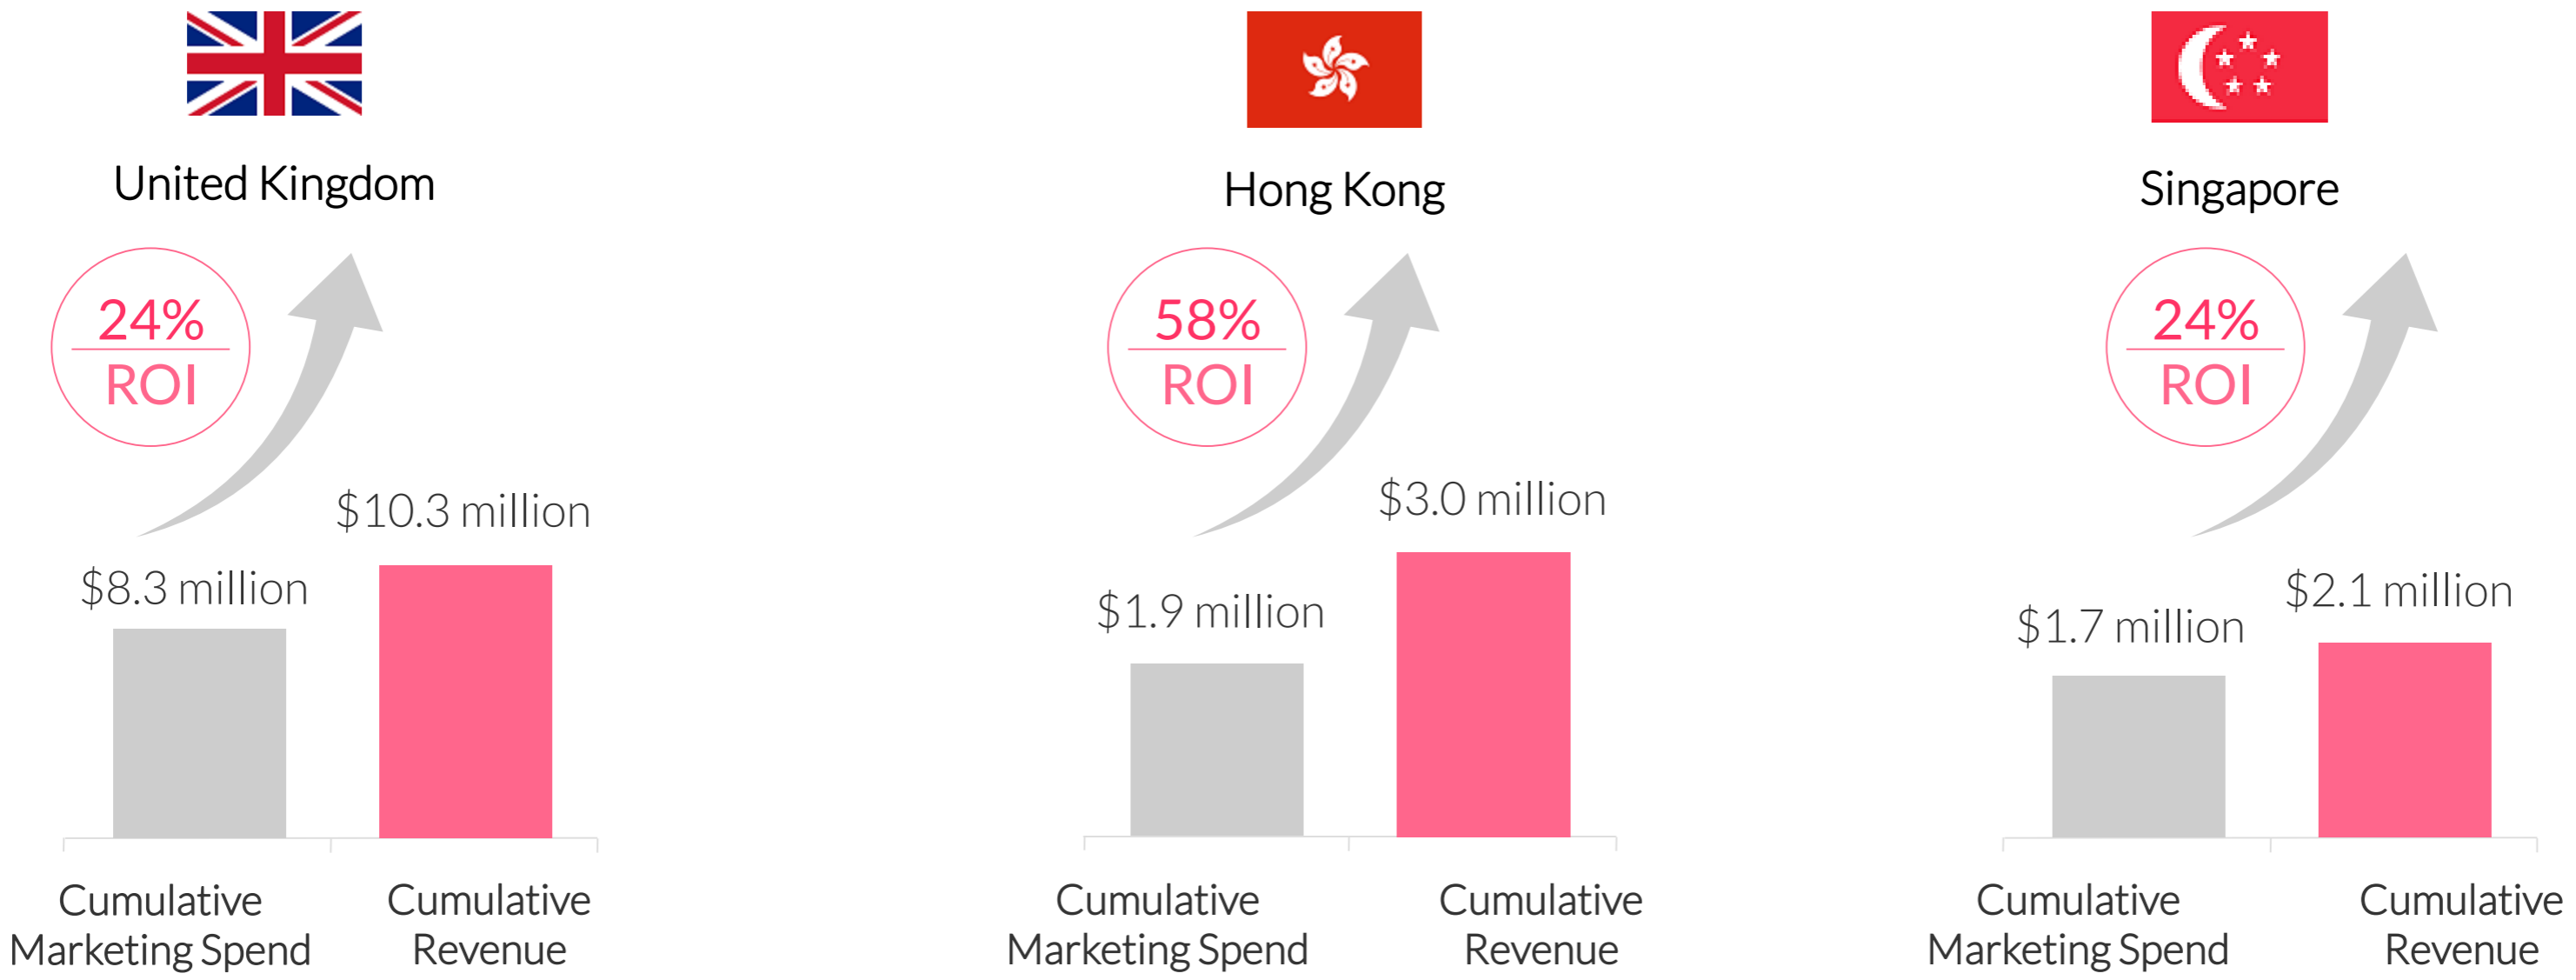 United Kingdom
24%
ROI
$8.3 million
$10.3 million
Cumulative
Marketing Spend
Cumulative
Revenue
Hong Kong
58%
ROI
$1.9 million
$3.0 million
Cumulative
Marketing Spend
Cumulative
Revenue
Singapore
24%
ROI
$1.7 million
$2.1 million
Cumulative
Marketing Spend
Cumulative
Revenue